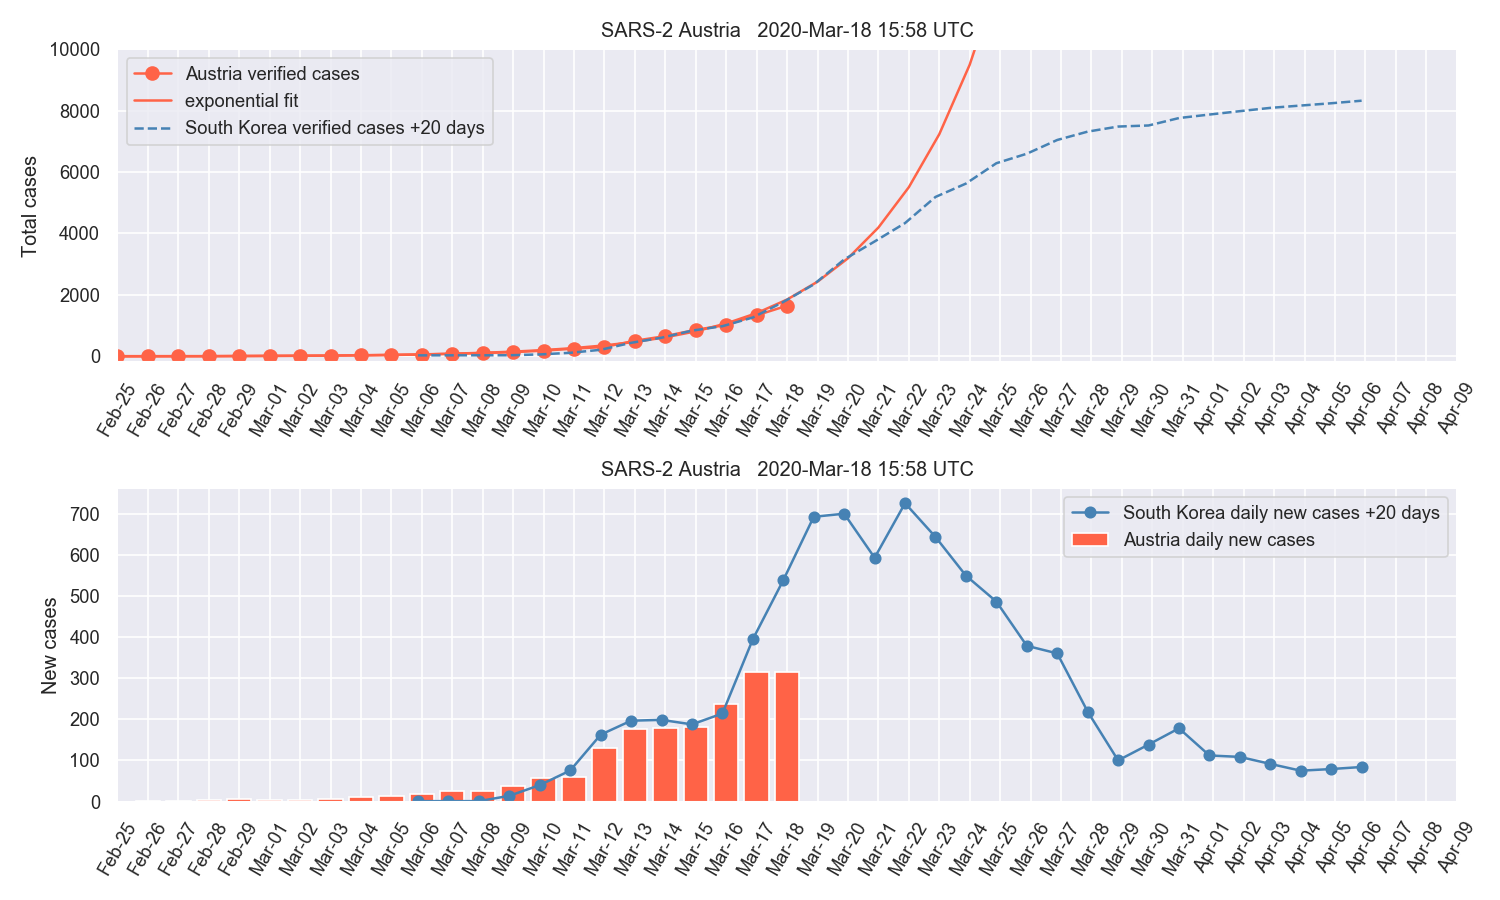 SARS-2 Austria   2020-Mar-18 15:58 UTC
10000
8000
6000
4000
2000
0
Total cases
Austria verified cases
exponential fit
South Korea verified cases +20 days
Feb-25
Feb-26
Feb-27
Feb-28
Feb-29
Mar-01
Mar-02
Mar-03
Mar-04
Mar-05
Mar-06
Mar-07
Mar-08
Mar-09
Mar-10
Mar-11
Mar-12
Mar-13
Mar-14
Mar-15
Mar-16
Mar-17
Mar-18
Mar-19
Mar-20
Mar-21
Mar-22
Mar-23
Mar-24
Mar-25
Mar-26
Mar-27
Mar-28
Mar-29
Mar-30
Mar-31
Apr-01
Apr-02
Apr-03
Apr-04
Apr-05
Apr-06
Apr-07
Apr-08
Apr-09
SARS-2 Austria   2020-Mar-18 15:58 UTC
700
600
500
400
300
200
100
0
New cases
South Korea daily new cases +20 days
Austria daily new cases
Feb-25
Feb-26
Feb-27
Feb-28
Feb-29
Mar-01
Mar-02
Mar-03
Mar-04
Mar-05
Mar-06
Mar-07
Mar-08
Mar-09
Mar-10
Mar-11
Mar-12
Mar-13
Mar-14
Mar-15
Mar-16
Mar-17
Mar-18
Mar-19
Mar-20
Mar-21
Mar-22
Mar-23
Mar-24
Mar-25
Mar-26
Mar-27
Mar-28
Mar-29
Mar-30
Mar-31
Apr-01
Apr-02
Apr-03
Apr-04
Apr-05
Apr-06
Apr-07
Apr-08
Apr-09